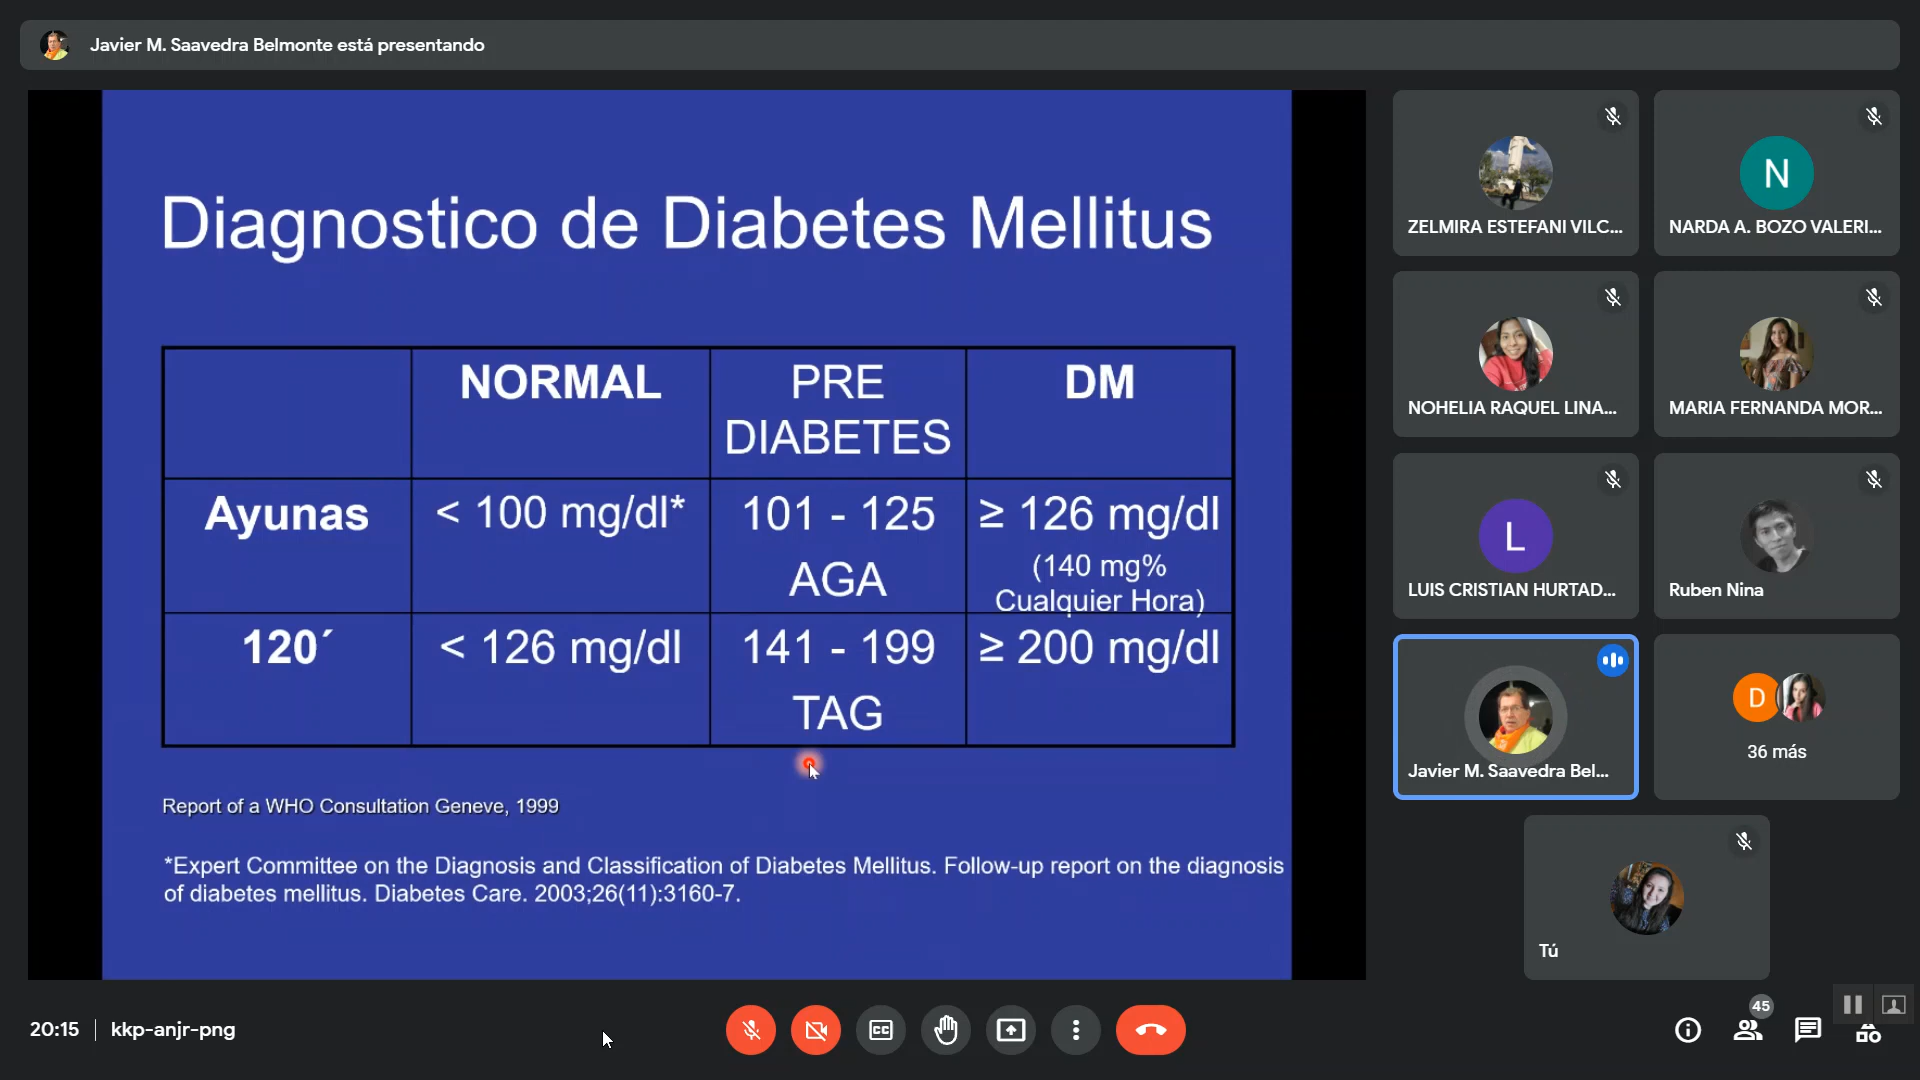 Javier M. Saavedra Belmonte está presentando
Diagnostico de Diabetes Mellitus
NORMAL
PRE
DIABETES
DM
Ayunas
< 100 mg/dl*
101 - 125
AGA
≥ 126 mg/dl
(140 mg%
Cualquier Hora)
120´
< 126 mg/dl
141 - 199
TAG
≥ 200 mg/dl
Report of a WHO Consultation Geneve, 1999
*Expert Committee on the Diagnosis and Classification of Diabetes Mellitus. Follow-up report on the diagnosis
of diabetes mellitus. Diabetes Care. 2003;26(11):3160-7.
ZELMIRA ESTEFANI VILC...
N
NARDA A. BOZO VALERI...
NOHELIA RAQUEL LINA...
MARIA FERNANDA MOR...
L
LUIS CRISTIAN HURTAD...
Ruben Nina
Javier M. Saavedra Bel...
D
36 más
Tú
20:15
kkp-anjr-png
CC
45